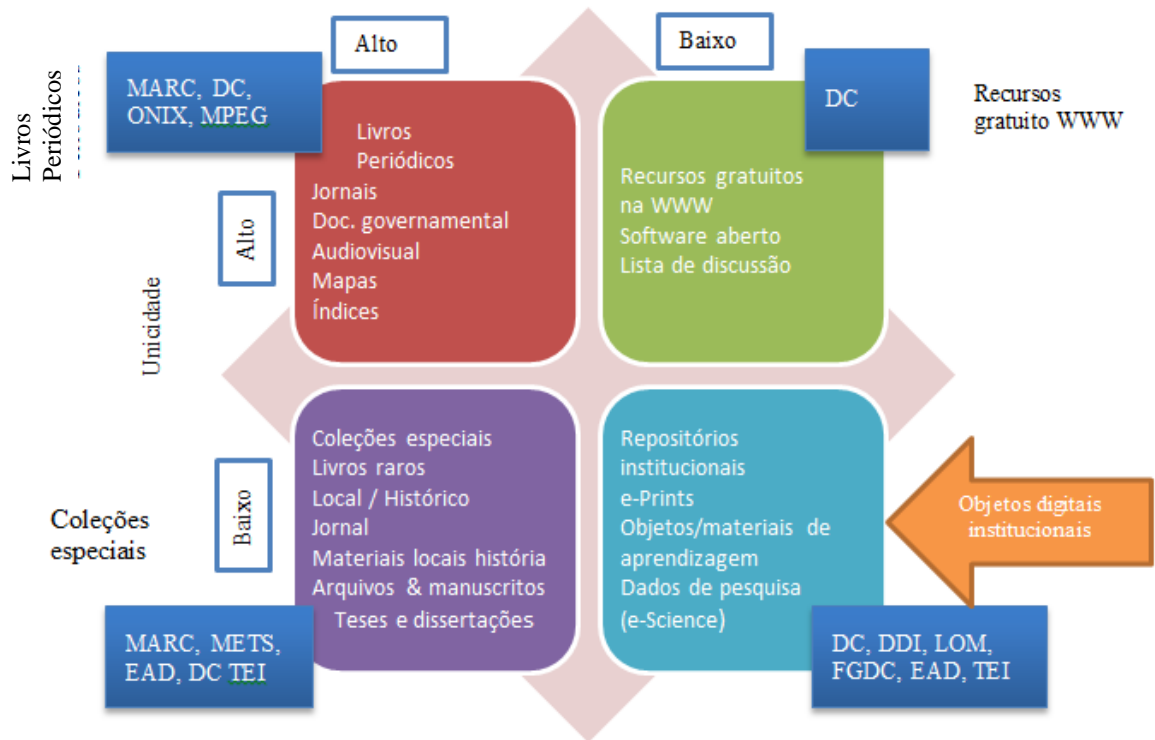 Alto
Baixo
Livros
Periódicos
MARC, DC,
ONIX, MPEG
DC
Recursos
gratuito WWW
Livros
Periódicos
Jornais
Doc. governamental
Audiovisual
Mapas
Índices
Recursos gratuitos
na WWW
Software aberto
Lista de discussão
Alto
Unicidade
Baixo
Coleções
especiais
Coleções especiais
Livros raros
Local / Histórico
Jornal
Materiais locais história
Arquivos & manuscritos
Teses e dissertações
Repositórios
institucionais
e-Prints
Objetos/materiais de
aprendizagem
Dados de pesquisa
(e-Science)
Objetos digitais
institucionais
MARC, METS,
EAD, DC TEI
DC, DDI, LOM,
FGDC, EAD, TEI